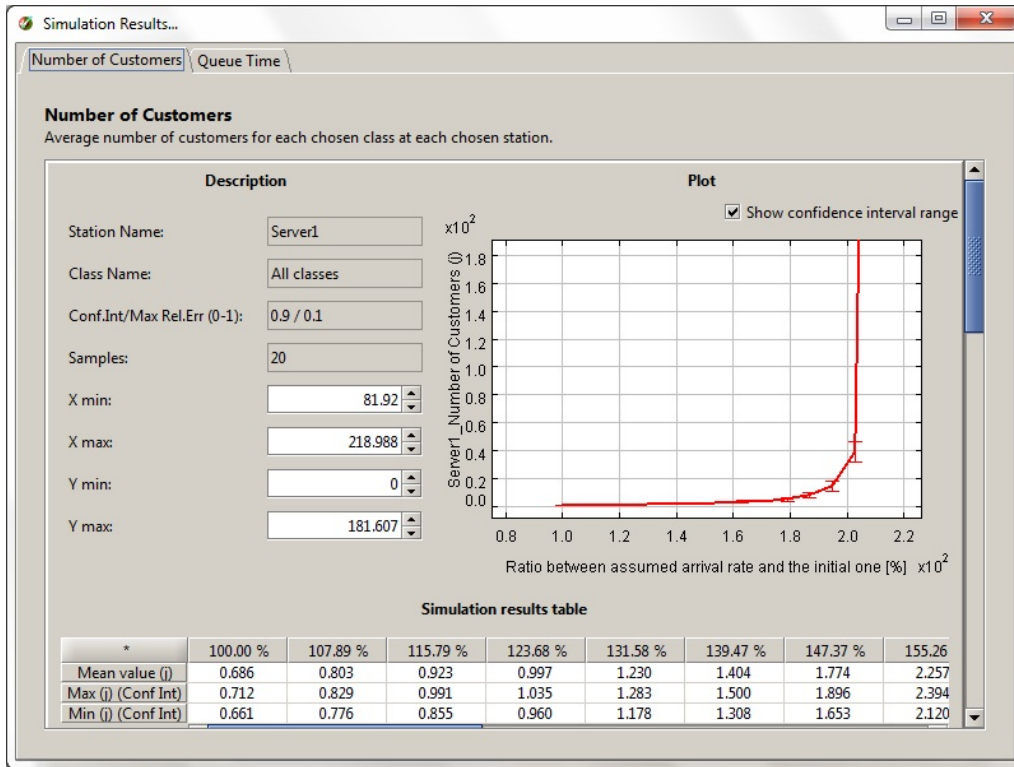 Simulation Results...
Number of Customers Queue Time
Number of Customers
Average number of customers for each chosen class at each chosen station.
Description
Station Name: Server1
Class Name: All classes
Conf.Int/Max Rel.Err (0-1): 0.9 / 0.1
Samples: 20
X min: 81.92
X max: 218.988
Y min: 0
Y max: 181.607
Plot
Show confidence interval range
x10²
Server1_Number of Customers (j)
1.8
1.6
1.4
1.2
1.0
0.8
0.6
0.4
0.2
0.0
0.8 1.0 1.2 1.4 1.6 1.8 2.0 2.2
Ratio between assumed arrival rate and the initial one [%] x10²
Simulation results table
* 100.00 % 107.89 % 115.79 % 123.68 % 131.58 % 139.47 % 147.37 % 155.26
Mean value (j) 0.686 0.803 0.923 0.997 1.230 1.404 1.774 2.257
Max (j) (Conf Int) 0.712 0.829 0.991 1.035 1.283 1.500 1.896 2.394
Min (j) (Conf Int) 0.661 0.776 0.855 0.960 1.178 1.308 1.653 2.120